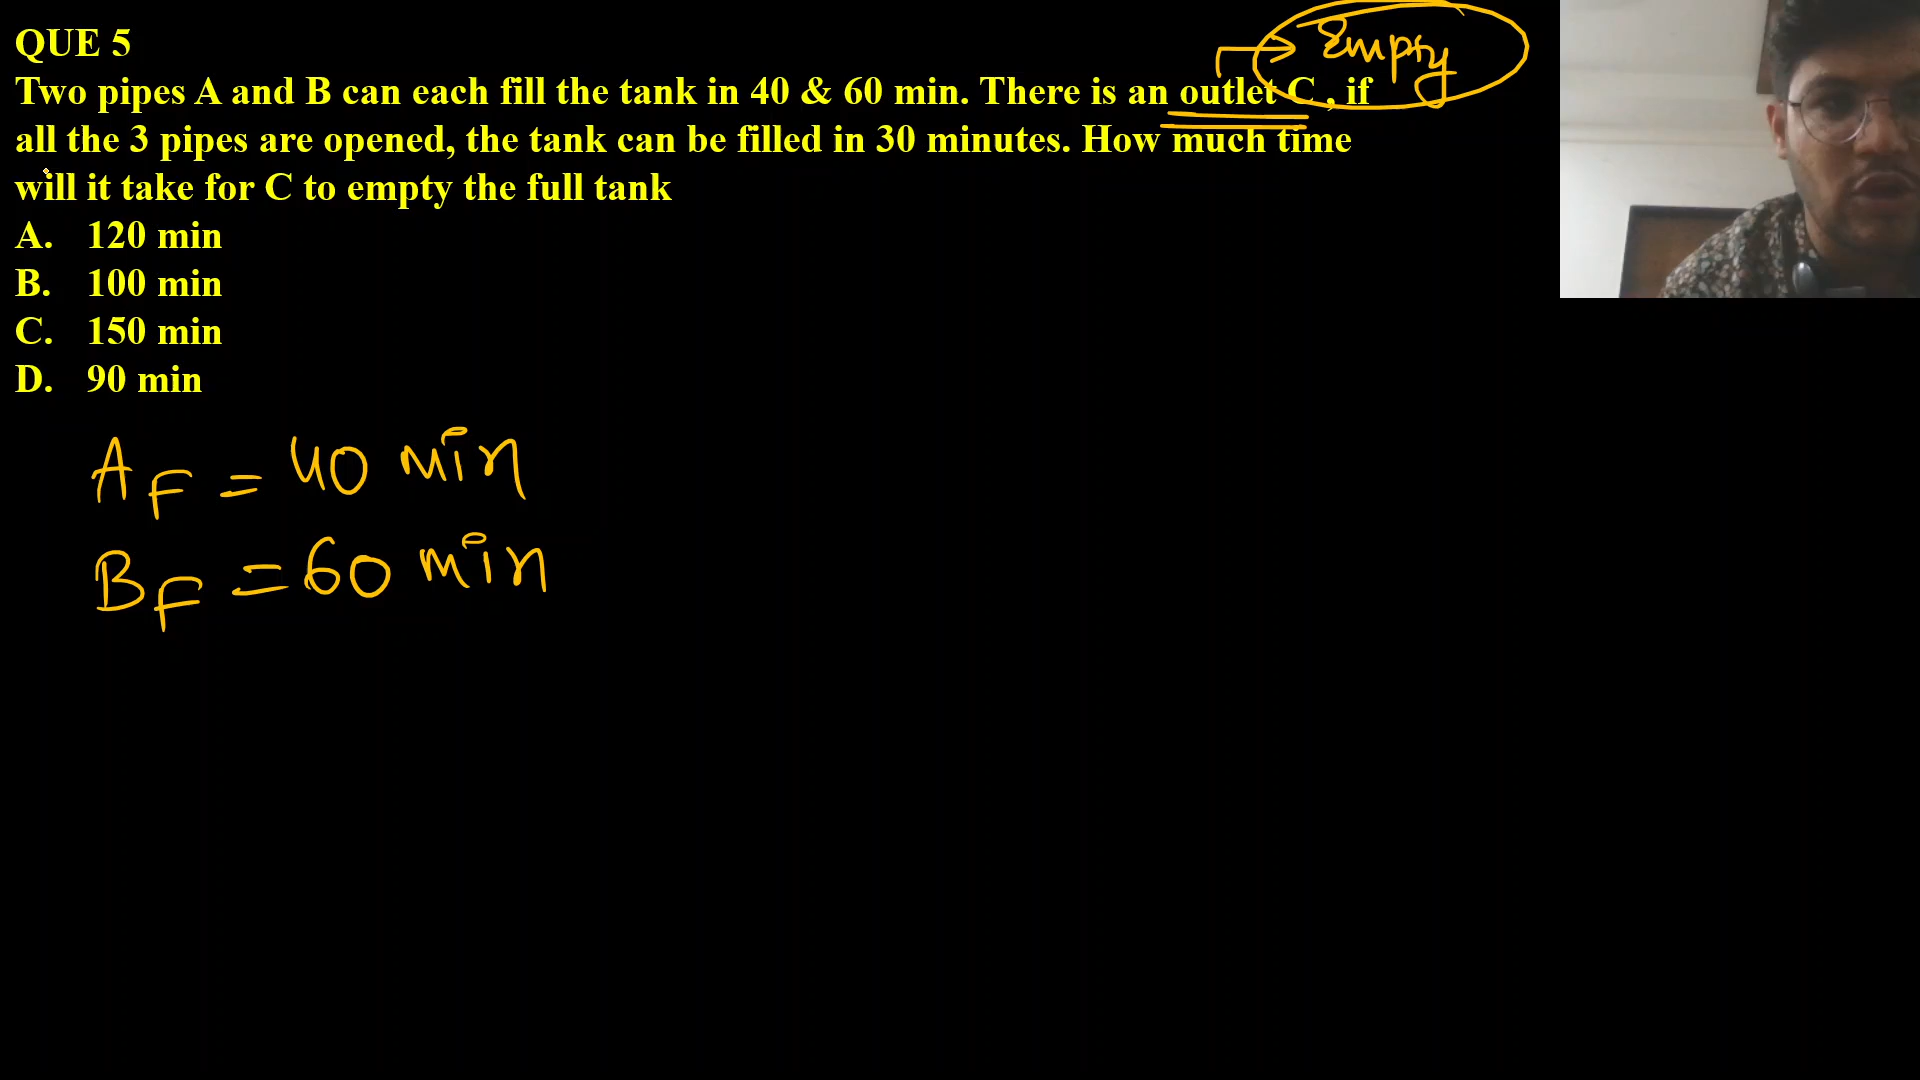 QUE 5
Empty
Two pipes A and B can each fill the tank in 40 & 60 min. There is an outlet C , if
all the 3 pipes are opened, the tank can be filled in 30 minutes. How much time
will it take for C to empty the full tank
A. 120 min
B. 100 min
C. 150 min
D. 90 min
A F = 40 min
B F = 60 min